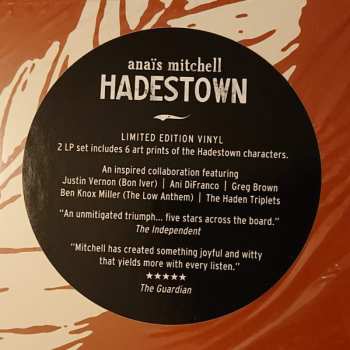 anaïs mitchell
HADESTOWN
LIMITED EDITION VINYL
2 LP set includes 6 art prints of the Hadestown characters.
An inspired collaboration featuring
Justin Vernon (Bon Iver) | Ani DiFranco | Greg Brown
Ben Knox Miller (The Low Anthem) | The Haden Triplets
"An unmitigated triumph... five stars across the board."
The Independent
"Mitchell has created something joyful and witty
that yields more with every listen."
★★★★★
The Guardian